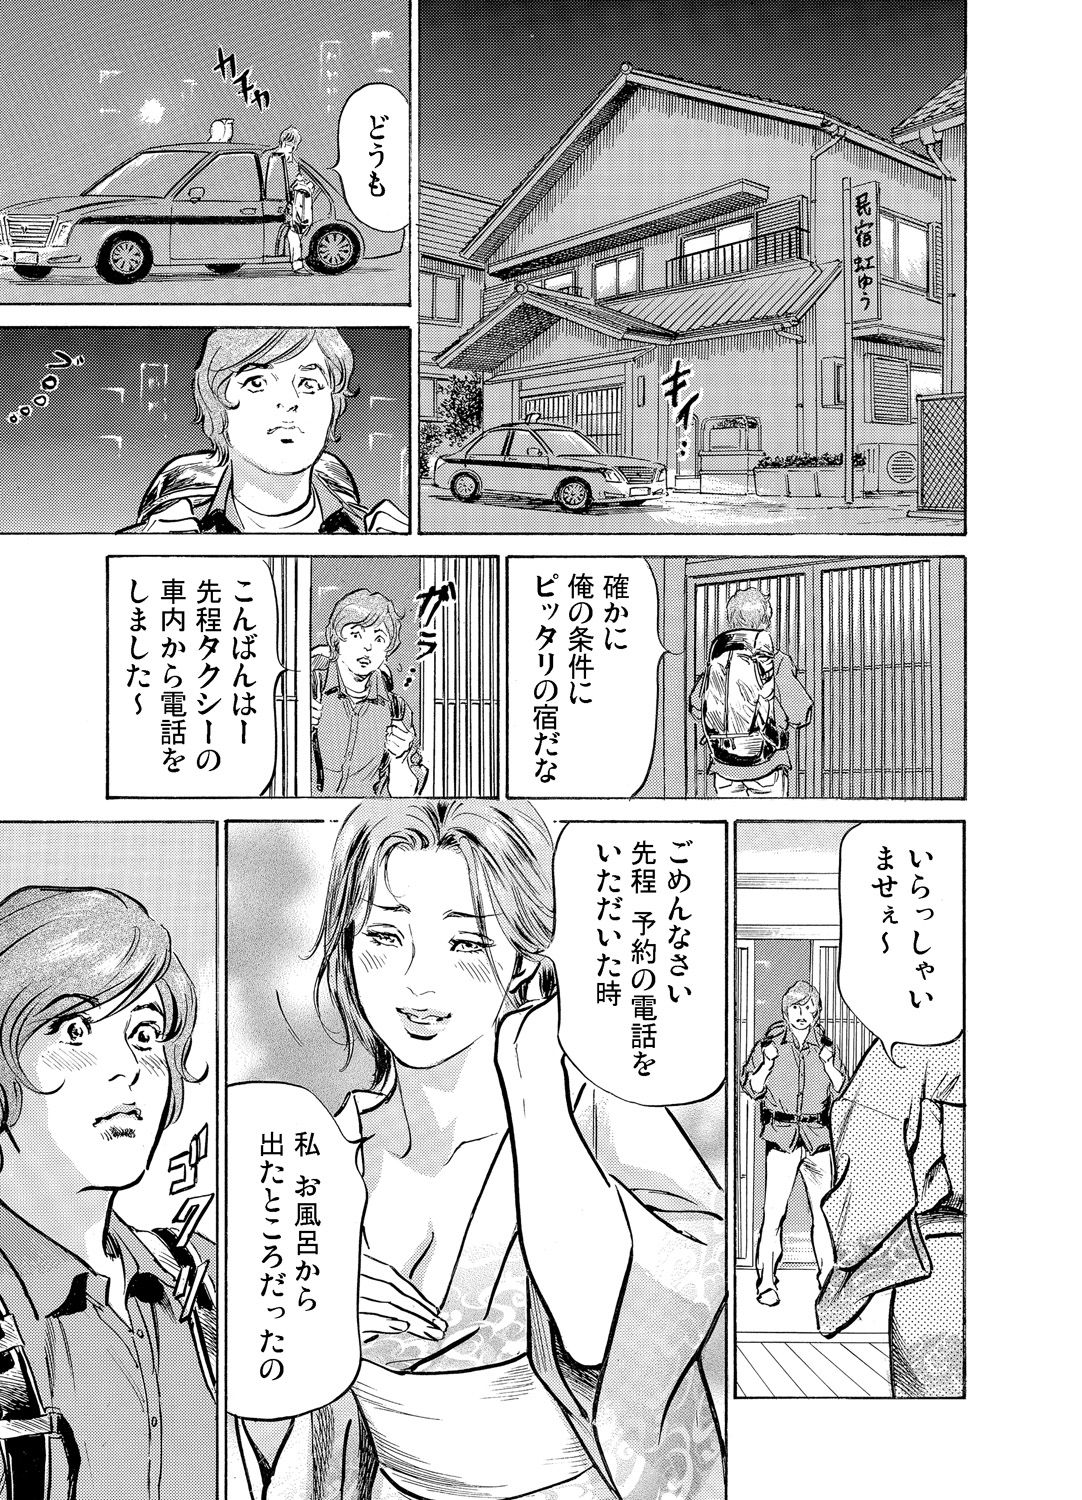 民宿 虹ゆう
キィ…
カチャ
どうも
ブロロロ…
確かに
俺の条件に
ピッタリの宿だな
ガラ…
こんばんはー
先程タクシーの
車内から電話を
しました~
いらっしゃい
ませぇ~
ごめんなさい
先程 予約の電話を
いただいた時
私 お風呂から
出たところだったの
ゴクッ